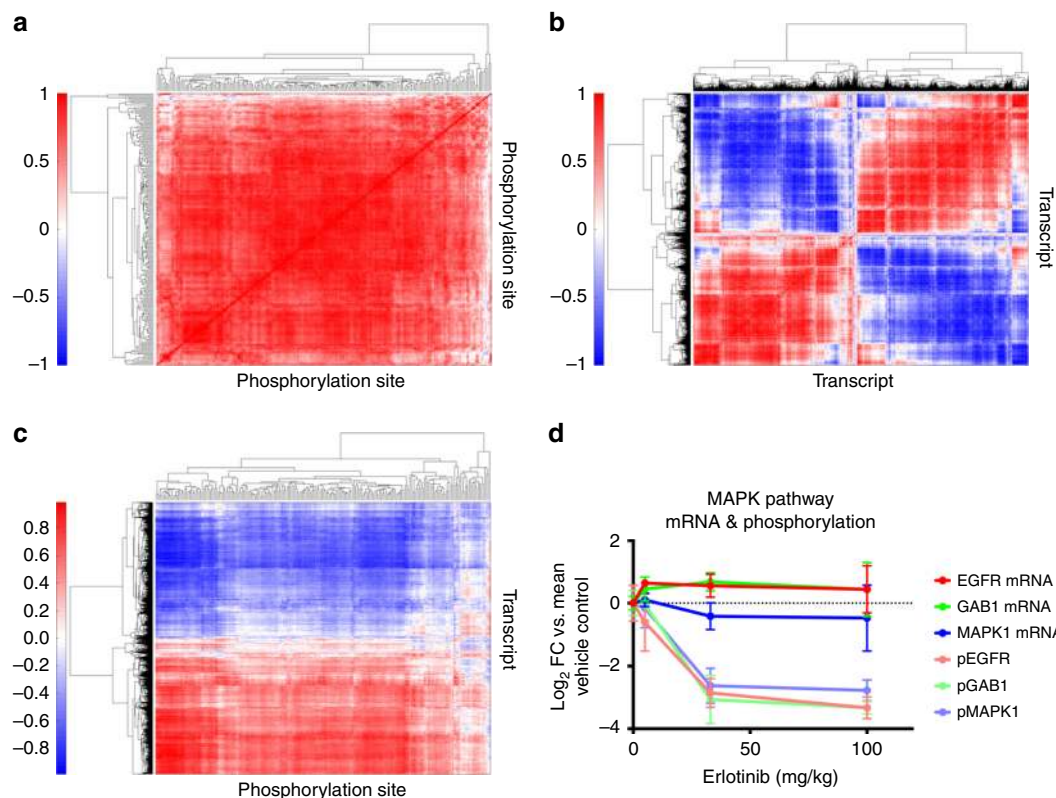 a
1
0.5
0
−0.5
−1
Phosphorylation site
Phosphorylation site
b
1
0.5
0
−0.5
−1
Transcript
Transcript
c
0.8
0.6
0.4
0.2
0.0
−0.2
−0.4
−0.6
−0.8
Transcript
Phosphorylation site
d
MAPK pathway
mRNA & phosphorylation
2
0
−2
−4
Log2 FC vs. mean
vehicle control
0
50
100
Erlotinib (mg/kg)
EGFR mRNA
GAB1 mRNA
MAPK1 mRNA
pEGFR
pGAB1
pMAPK1